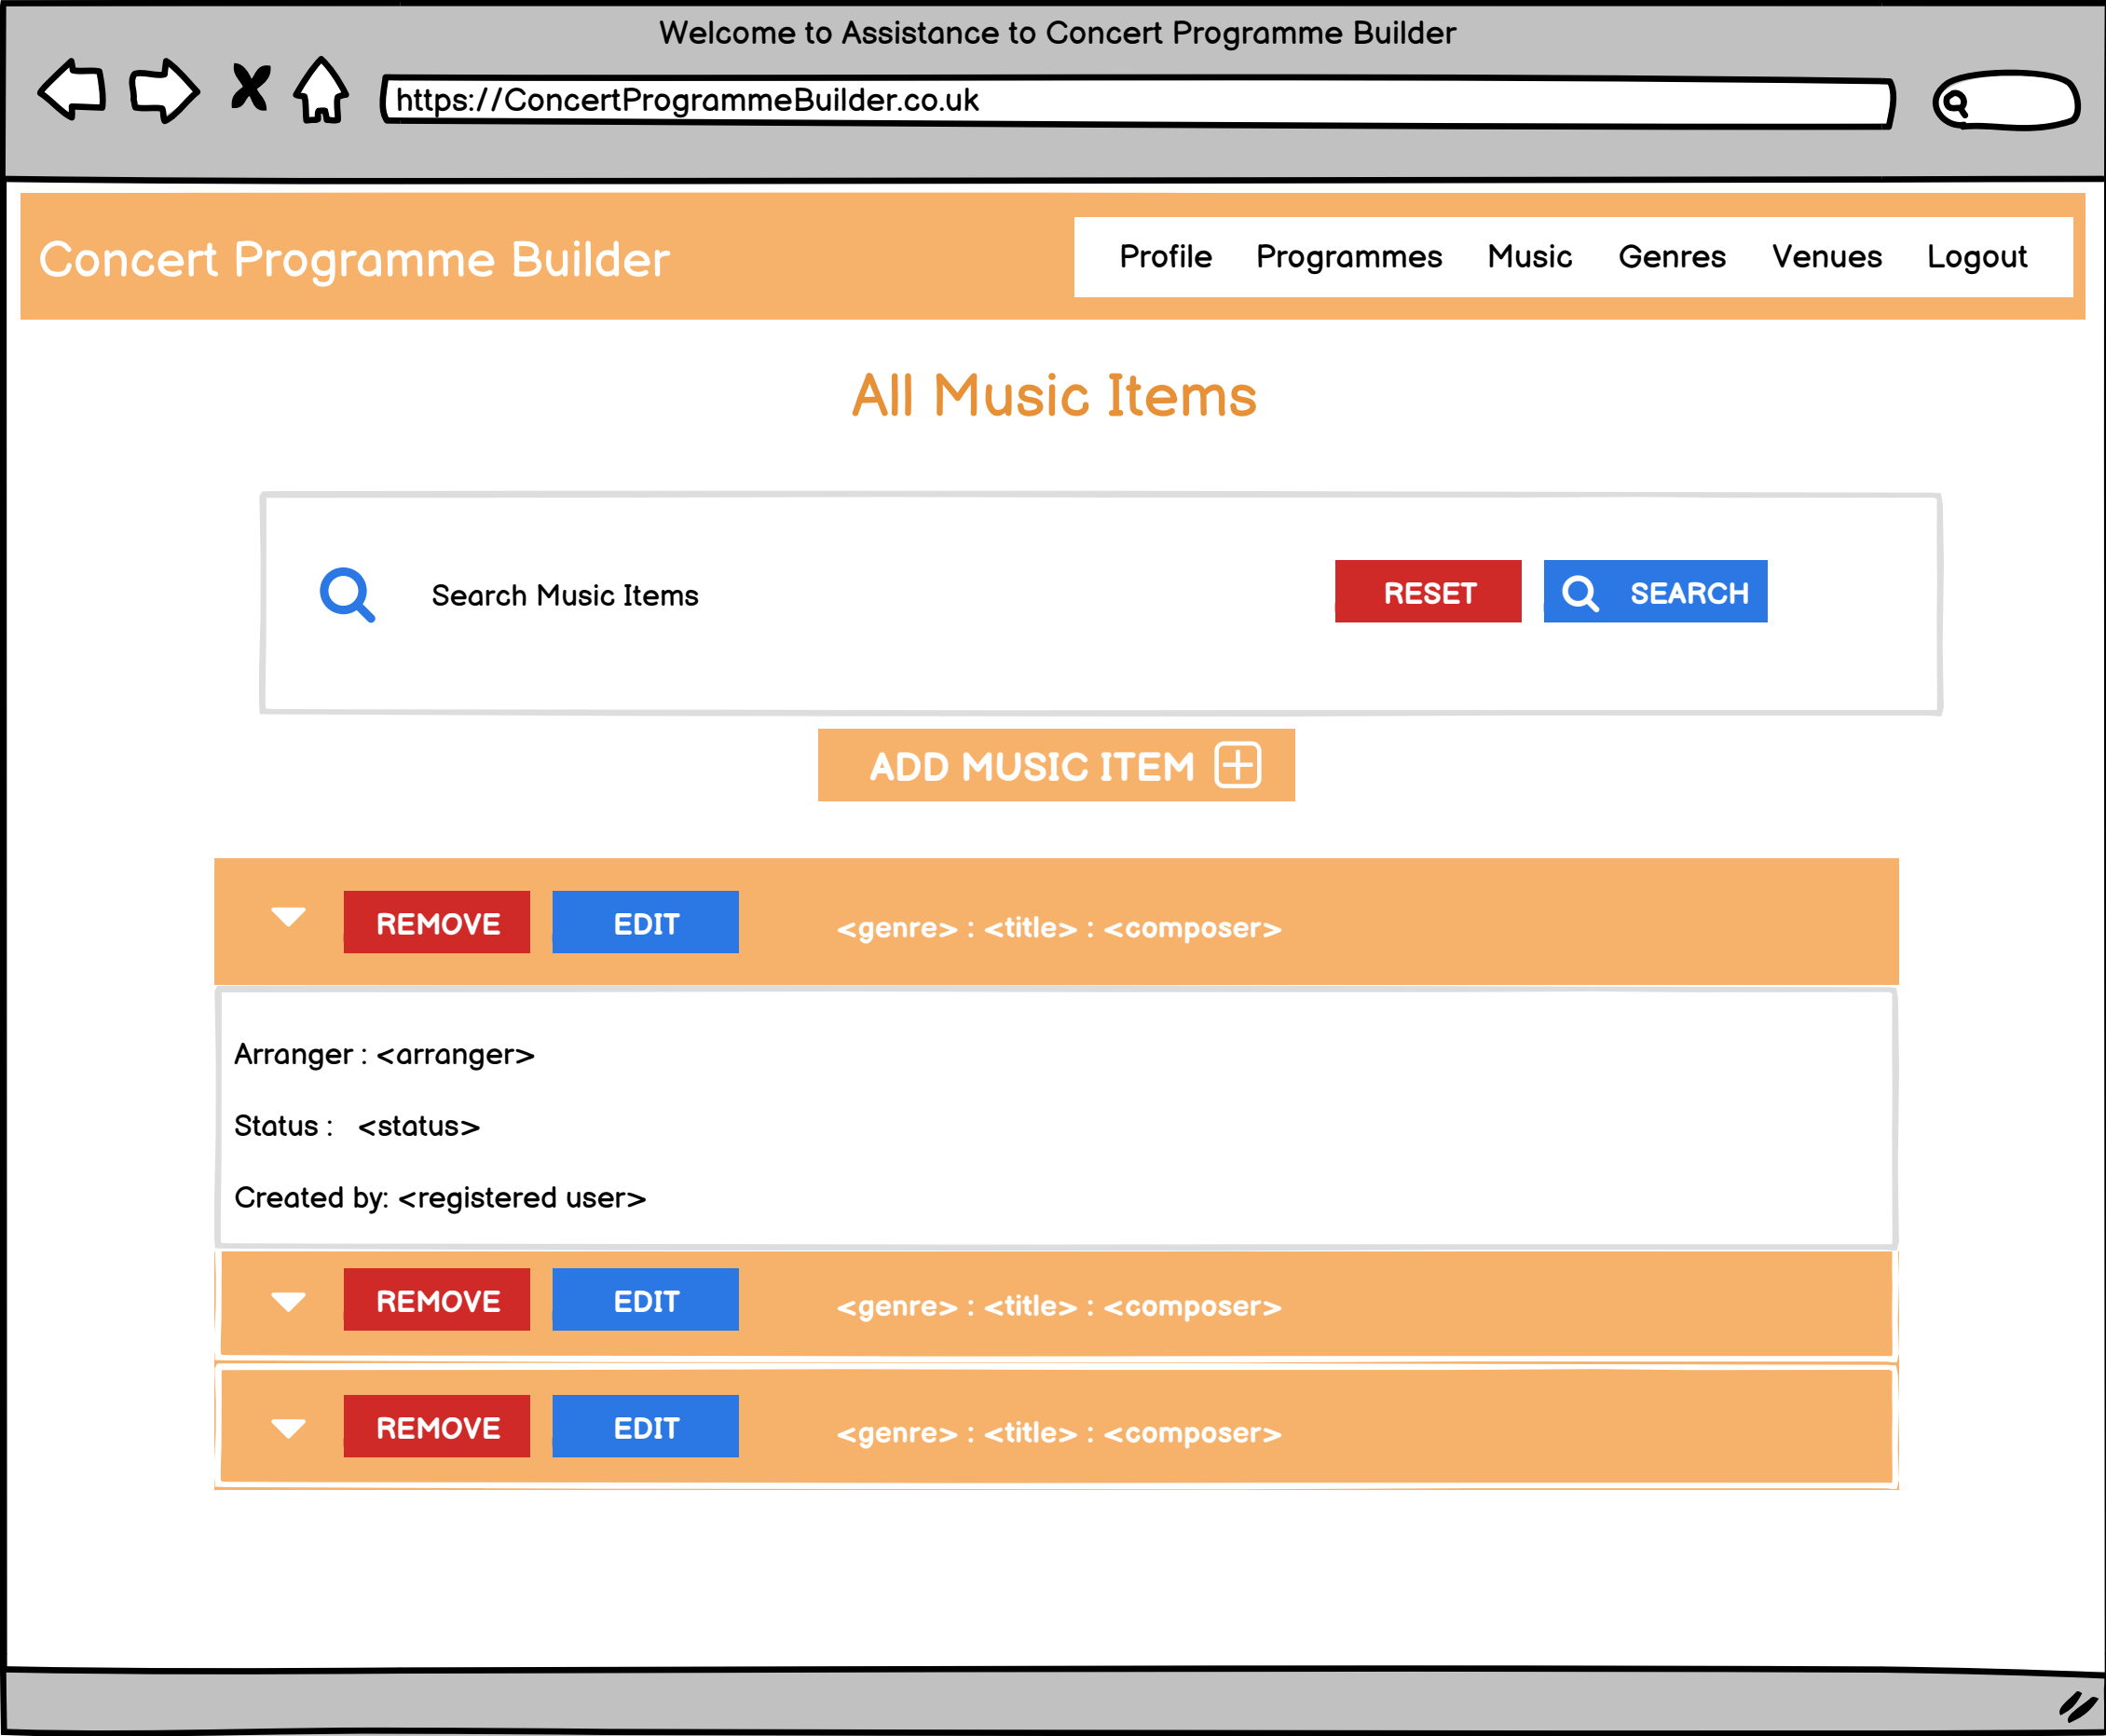 Welcome to Assistance to Concert Programme Builder
https://ConcertProgrammeBuilder.co.uk
Concert Programme Builder
Profile Programmes Music Genres Venues Logout
All Music Items
Search Music Items RESET SEARCH
ADD MUSIC ITEM
REMOVE EDIT <genre> : <title> : <composer>
Arranger : <arranger>
Status : <status>
Created by: <registered user>
REMOVE EDIT <genre> : <title> : <composer>
REMOVE EDIT <genre> : <title> : <composer>